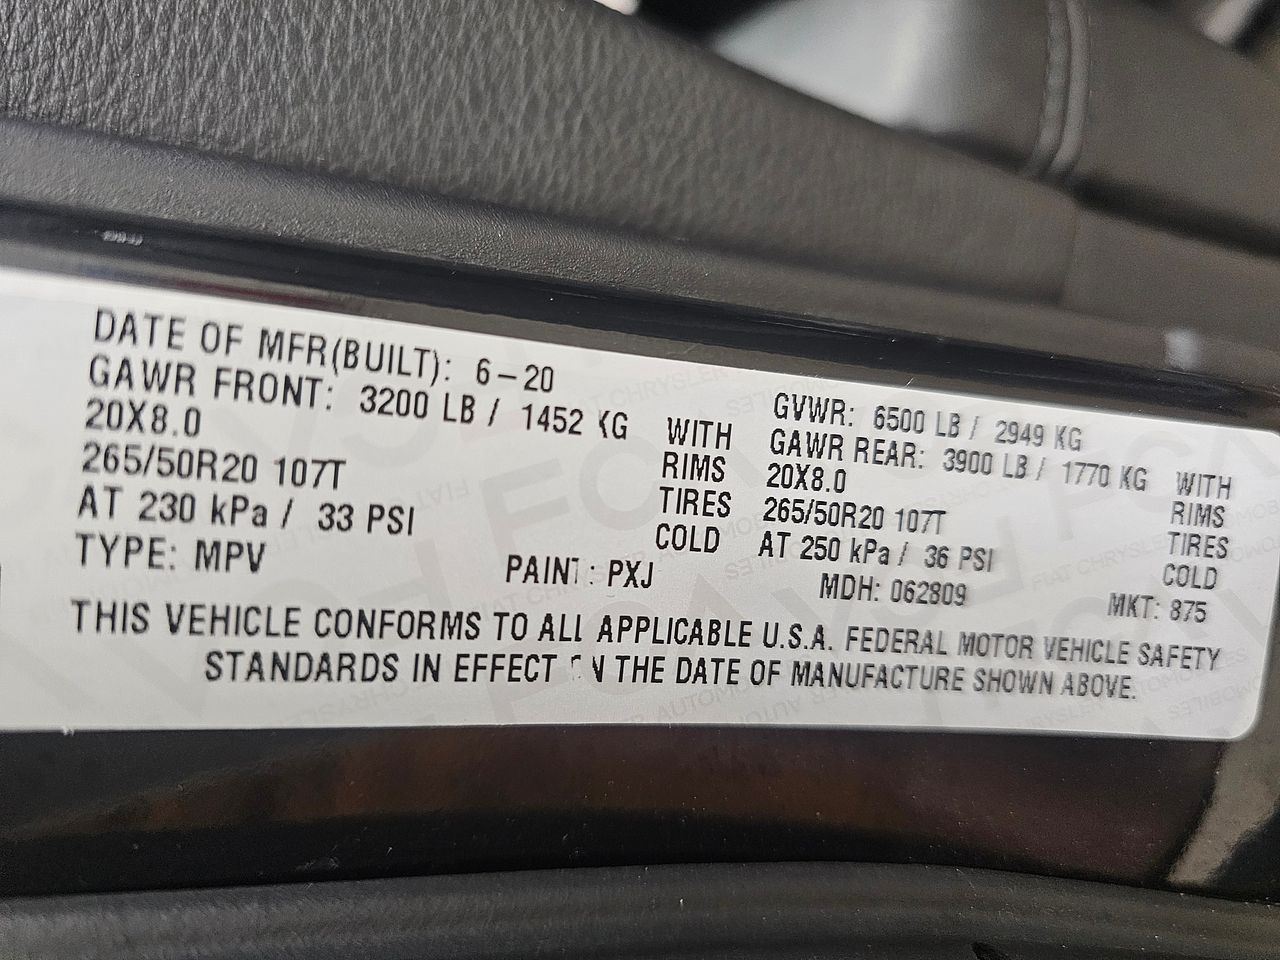 DATE OF MFR(BUILT): 6-20
GAWR FRONT: 3200 LB / 1452 KG WITH
20X8.0 RIMS
265/50R20 107T TIRES
AT 230 kPa / 33 PSI COLD
GVWR: 6500 LB / 2949 KG
GAWR REAR: 3900 LB / 1770 KG WITH
20X8.0 RIMS
265/50R20 107T TIRES
AT 250 kPa / 36 PSI COLD
TYPE: MPV PAINT: PXJ MDH: 062809 MKT: 875
THIS VEHICLE CONFORMS TO ALL APPLICABLE U.S.A. FEDERAL MOTOR VEHICLE SAFETY
STANDARDS IN EFFECT ON THE DATE OF MANUFACTURE SHOWN ABOVE.